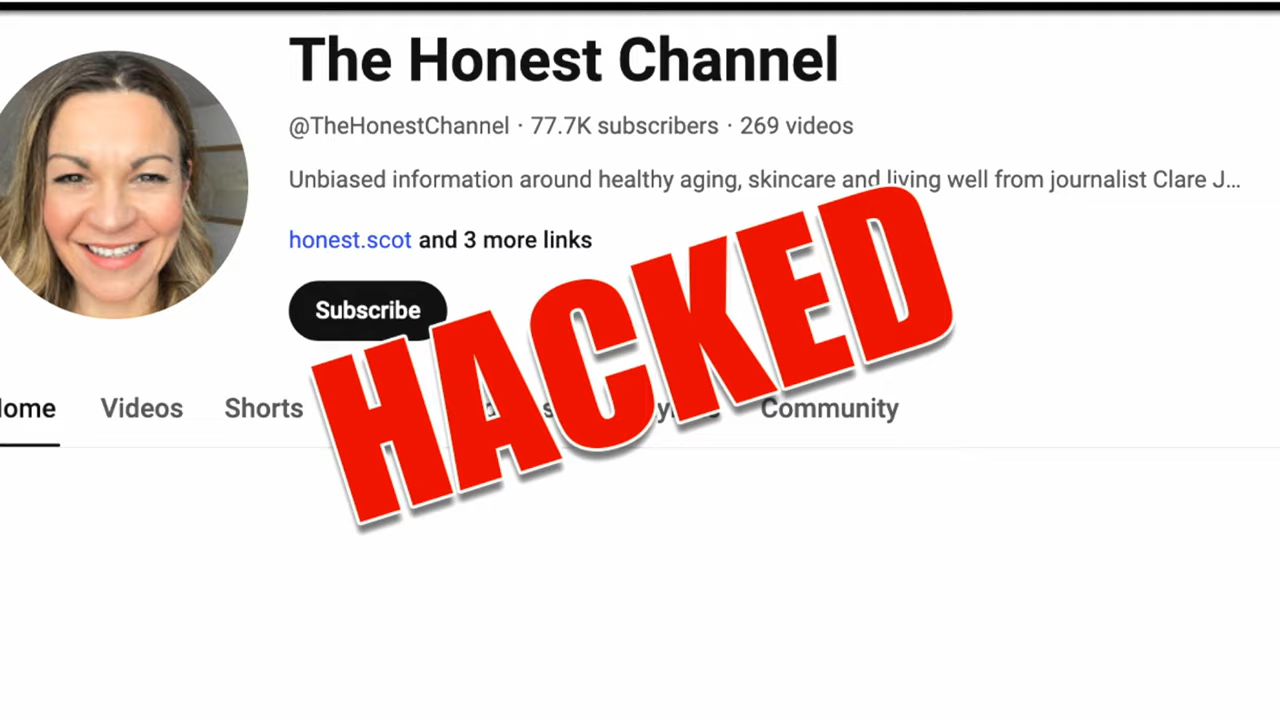 The Honest Channel
@TheHonestChannel · 77.7K subscribers · 269 videos
Unbiased information around healthy aging, skincare and living well from journalist Clare J...
honest.scot and 3 more links
Subscribe
HACKED
Home Videos Shorts Community